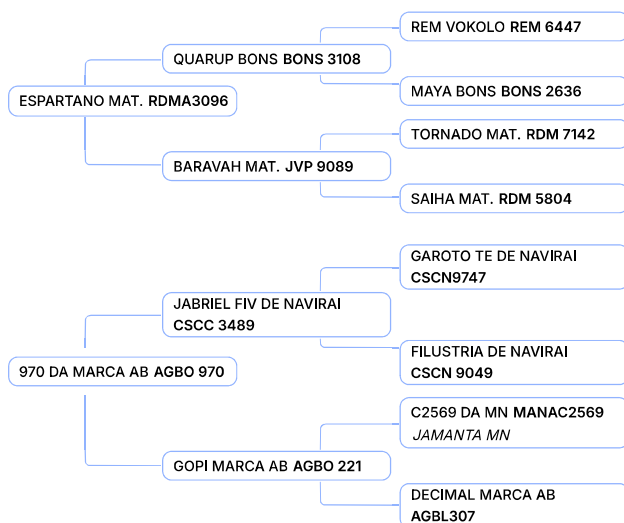 REM VOKOLO REM 6447
QUARUP BONS BONS 3108
MAYA BONS BONS 2636
ESPARTANO MAT. RDMA3096
TORNADO MAT. RDM 7142
BARAVAH MAT. JVP 9089
SAIHA MAT. RDM 5804
GAROTO TE DE NAVIRAI
CSCN9747
JABRIEL FIV DE NAVIRAI
CSCC 3489
FILUSTRIA DE NAVIRAI
CSCN 9049
970 DA MARCA AB AGBO 970
C2569 DA MN MANAC2569
JAMANTA MN
GOPI MARCA AB AGBO 221
DECIMAL MARCA AB
AGBL307